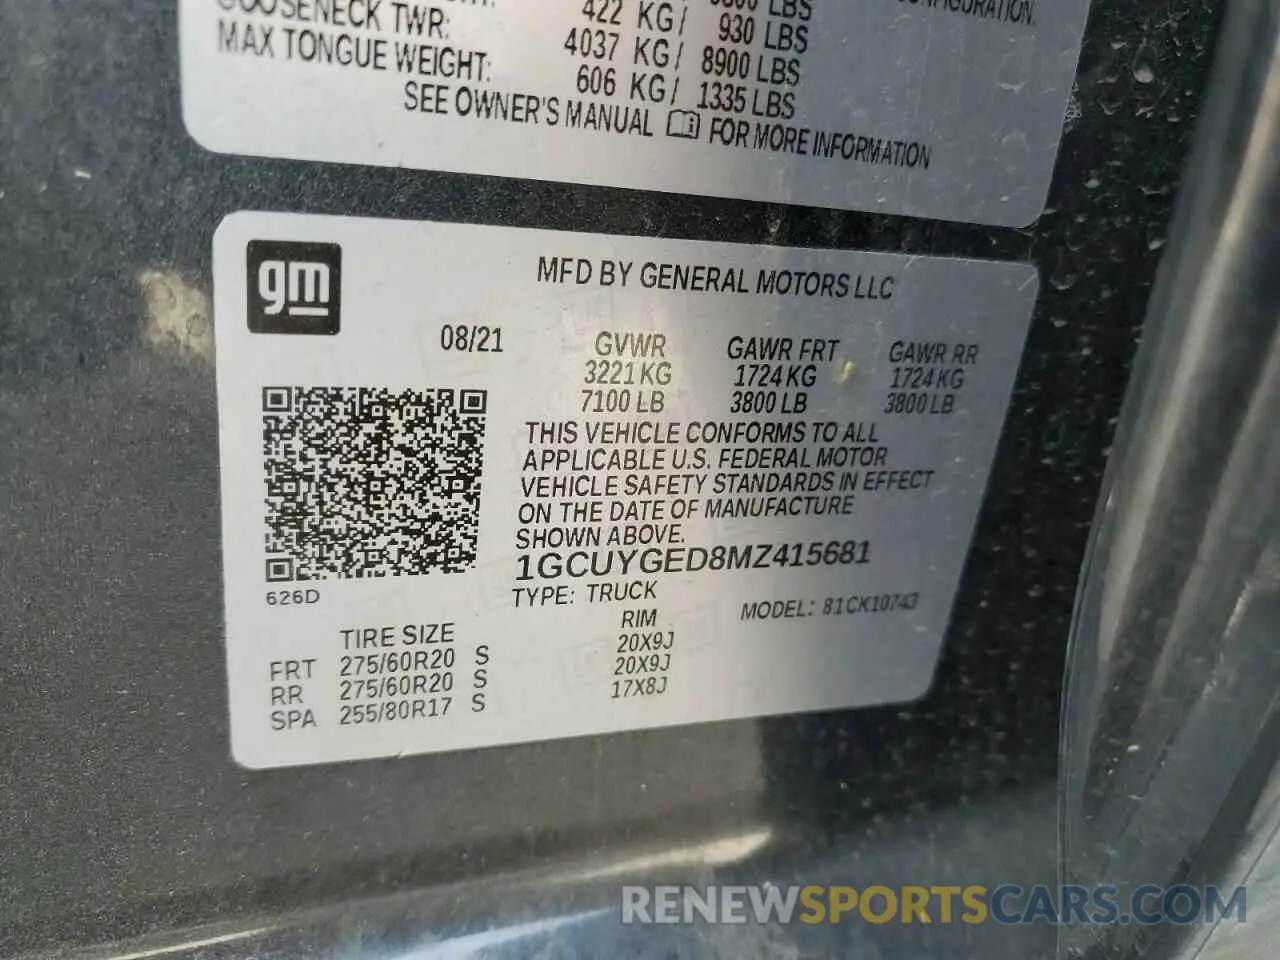 LBS
CONFIGURATION.
GOOSENECK TWR: 422 KG/ 930 LBS
MAX TONGUE WEIGHT: 4037 KG/ 8900 LBS
606 KG/ 1335 LBS
SEE OWNER'S MANUAL FOR MORE INFORMATION
gm
MFD BY GENERAL MOTORS LLC
08/21 GVWR GAWR FRT GAWR RR
3221 KG 1724 KG 1724 KG
7100 LB 3800 LB 3800 LB
THIS VEHICLE CONFORMS TO ALL
APPLICABLE U.S. FEDERAL MOTOR
VEHICLE SAFETY STANDARDS IN EFFECT
ON THE DATE OF MANUFACTURE
SHOWN ABOVE.
1GCUYGED8MZ415681
626D
TYPE: TRUCK MODEL: 81CK10743
TIRE SIZE RIM
FRT 275/60R20 S 20X9J
RR 275/60R20 S 20X9J
SPA 255/80R17 S 17X8J
RENEWSPORTSCARS.COM